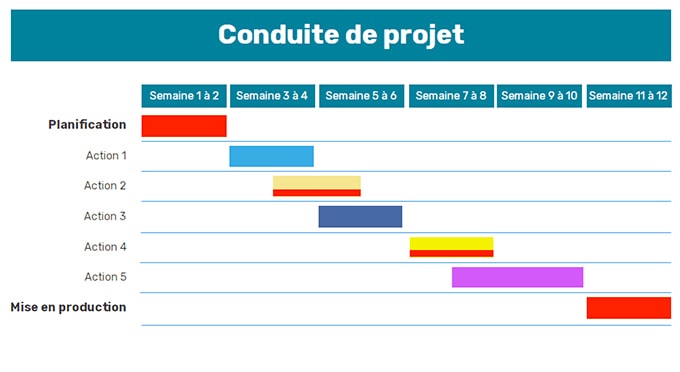 Conduite de projet
Semaine 1 à 2 Semaine 3 à 4 Semaine 5 à 6 Semaine 7 à 8 Semaine 9 à 10 Semaine 11 à 12
Planification
Action 1
Action 2
Action 3
Action 4
Action 5
Mise en production